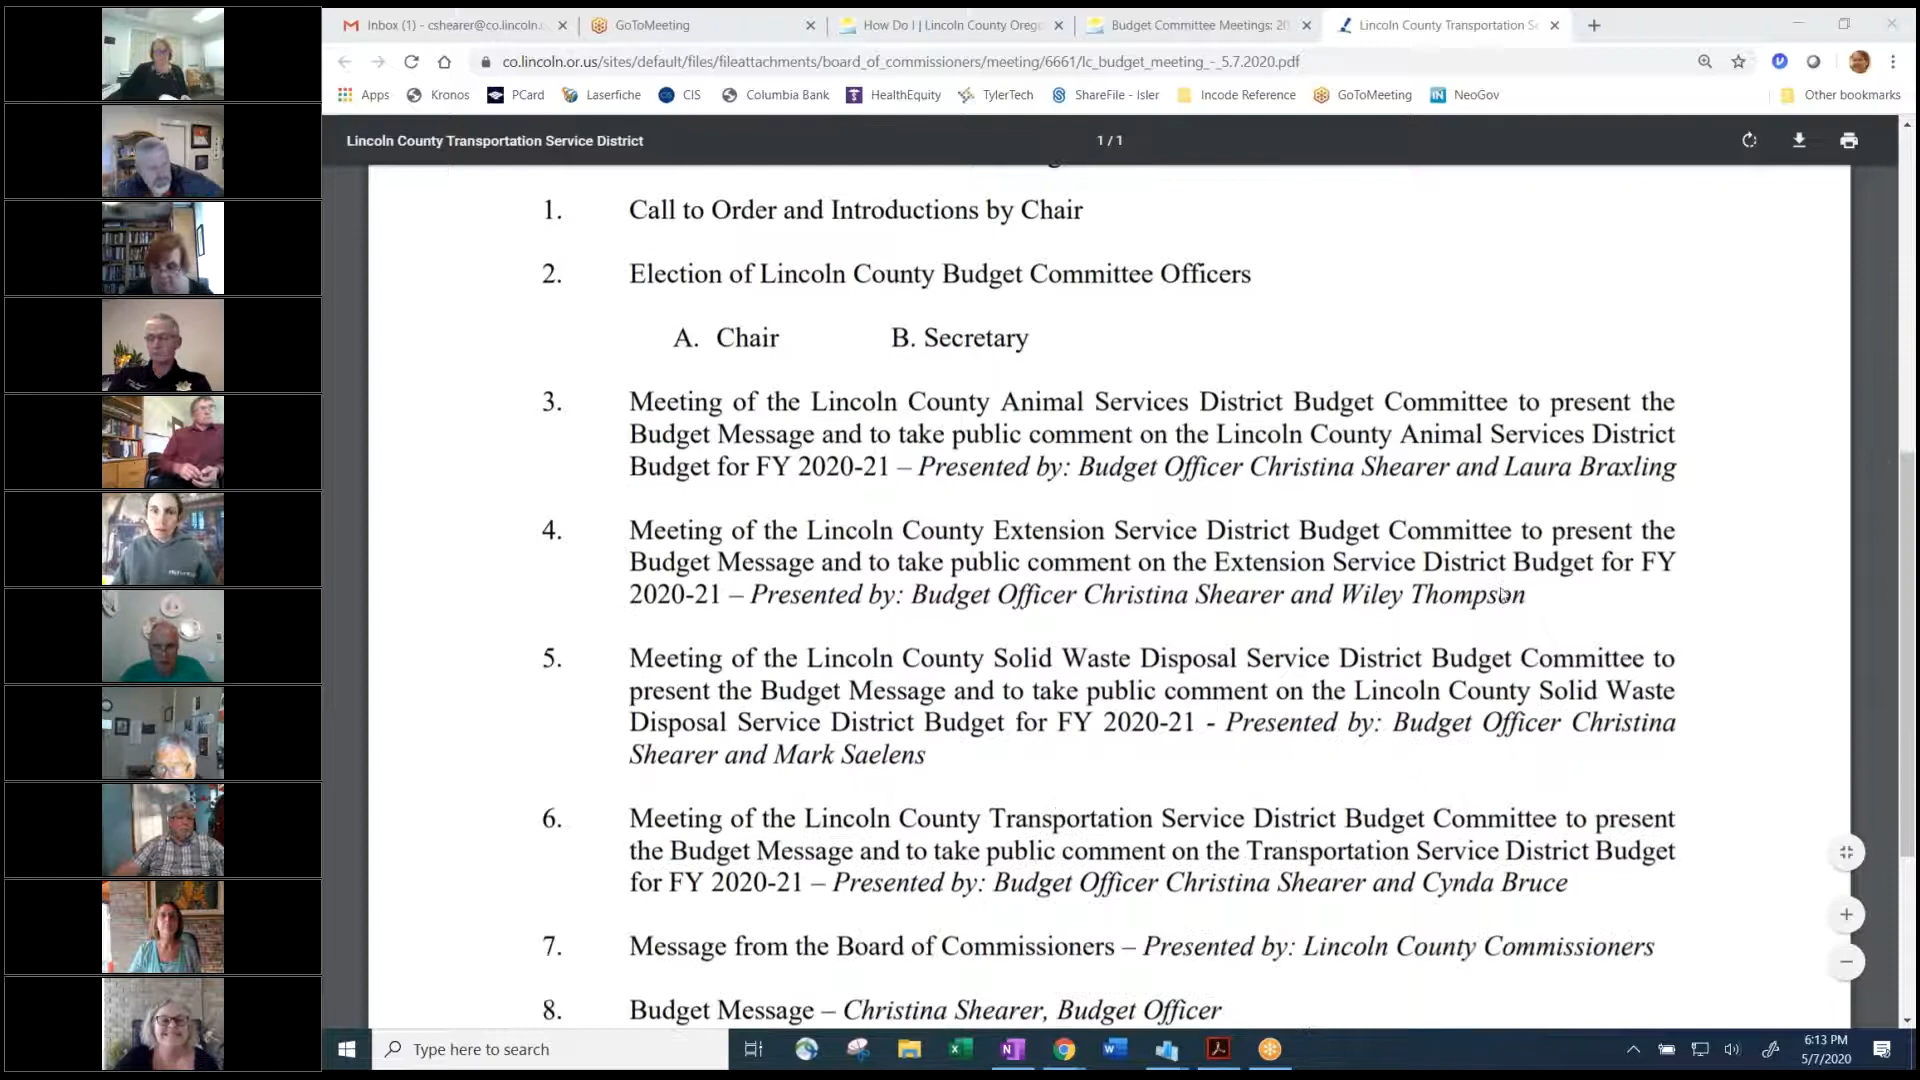 Inbox (1) - cshearer@co.lincoln.
GoToMeeting
How Do I | Lincoln County Oreg
Budget Committee Meetings: 20
Lincoln County Transportation Se
co.lincoln.or.us/sites/default/files/fileattachments/board_of_commissioners/meeting/6661/lc_budget_meeting_-_5.7.2020.pdf
Apps Kronos PCard Laserfiche CIS Columbia Bank HealthEquity TylerTech ShareFile - Isler Incode Reference GoToMeeting NeoGov Other bookmarks
Lincoln County Transportation Service District 1 / 1
1. Call to Order and Introductions by Chair
2. Election of Lincoln County Budget Committee Officers
A. Chair B. Secretary
3. Meeting of the Lincoln County Animal Services District Budget Committee to present the
Budget Message and to take public comment on the Lincoln County Animal Services District
Budget for FY 2020-21 – Presented by: Budget Officer Christina Shearer and Laura Braxling
4. Meeting of the Lincoln County Extension Service District Budget Committee to present the
Budget Message and to take public comment on the Extension Service District Budget for FY
2020-21 – Presented by: Budget Officer Christina Shearer and Wiley Thompson
5. Meeting of the Lincoln County Solid Waste Disposal Service District Budget Committee to
present the Budget Message and to take public comment on the Lincoln County Solid Waste
Disposal Service District Budget for FY 2020-21 - Presented by: Budget Officer Christina
Shearer and Mark Saelens
6. Meeting of the Lincoln County Transportation Service District Budget Committee to present
the Budget Message and to take public comment on the Transportation Service District Budget
for FY 2020-21 – Presented by: Budget Officer Christina Shearer and Cynda Bruce
7. Message from the Board of Commissioners – Presented by: Lincoln County Commissioners
8. Budget Message – Christina Shearer, Budget Officer
Type here to search
6:13 PM
5/7/2020